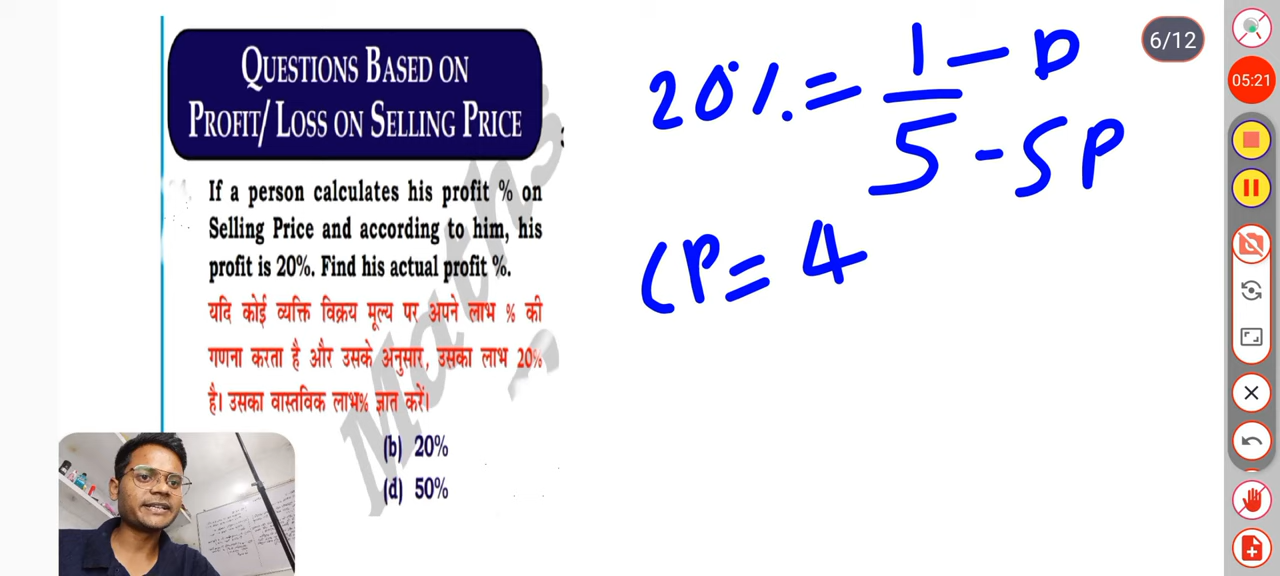 QUESTIONS BASED ON
PROFIT/ LOSS ON SELLING PRICE
If a person calculates his profit % on
Selling Price and according to him, his
profit is 20%. Find his actual profit %.
यदि कोई व्यक्ति विक्रय मूल्य पर अपने लाभ % की
गणना करता है और उसके अनुसार, उसका लाभ 20%
है। उसका वास्तविक लाभ% ज्ञात करें।
(b) 20%
(d) 50%
Maths
20% = 1 – P
5 - SP
CP = 4
6/12
05:21